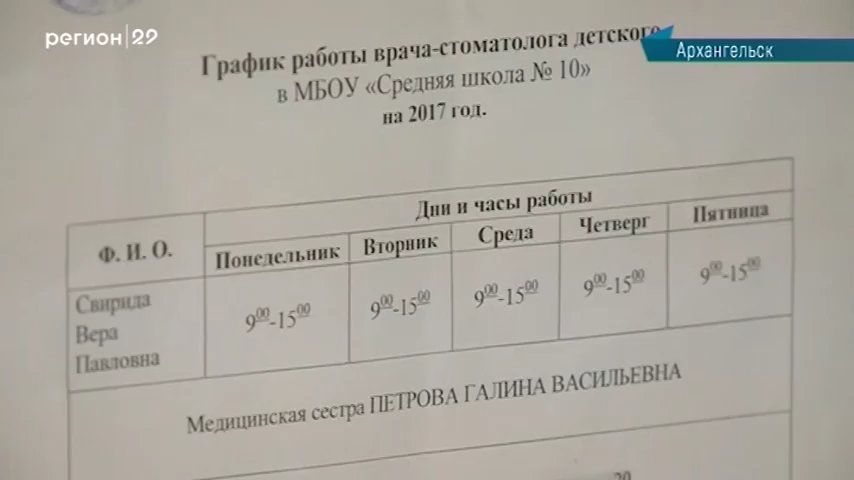 регион|29
Архангельск
График работы врача-стоматолога детского
в МБОУ «Средняя школа № 10»
на 2017 год.
Ф. И. О.
Дни и часы работы
Понедельник Вторник Среда Четверг Пятница
Свирида
Вера
Павловна
9⁰⁰-15⁰⁰ 9⁰⁰-15⁰⁰ 9⁰⁰-15⁰⁰ 9⁰⁰-15⁰⁰ 9⁰⁰-15⁰⁰
Медицинская сестра ПЕТРОВА ГАЛИНА ВАСИЛЬЕВНА